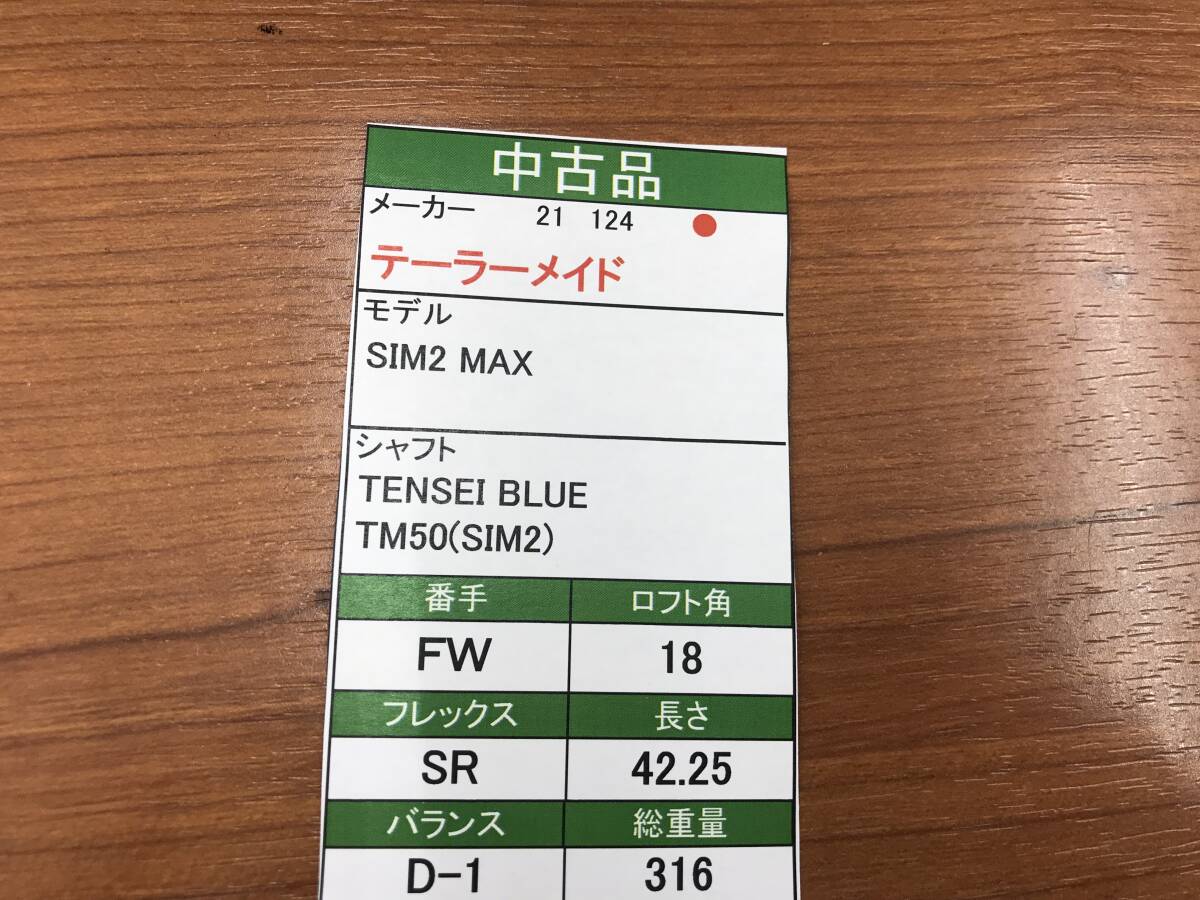 中古品
メーカー 21 124
テーラーメイド
モデル
SIM2 MAX
シャフト
TENSEI BLUE
TM50(SIM2)
番手 ロフト角
FW 18
フレックス 長さ
SR 42.25
バランス 総重量
D-1 316